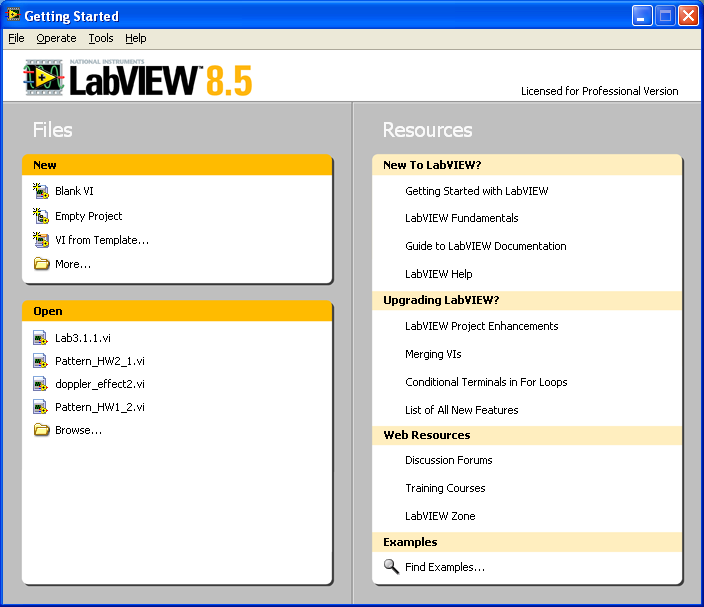 Getting Started
File Operate Tools Help
NATIONAL INSTRUMENTS
LabVIEW™ 8.5
Licensed for Professional Version
Files
New
Blank VI
Empty Project
VI from Template...
More...
Open
Lab3.1.1.vi
Pattern_HW2_1.vi
doppler_effect2.vi
Pattern_HW1_2.vi
Browse...
Resources
New To LabVIEW?
Getting Started with LabVIEW
LabVIEW Fundamentals
Guide to LabVIEW Documentation
LabVIEW Help
Upgrading LabVIEW?
LabVIEW Project Enhancements
Merging VIs
Conditional Terminals in For Loops
List of All New Features
Web Resources
Discussion Forums
Training Courses
LabVIEW Zone
Examples
Find Examples...